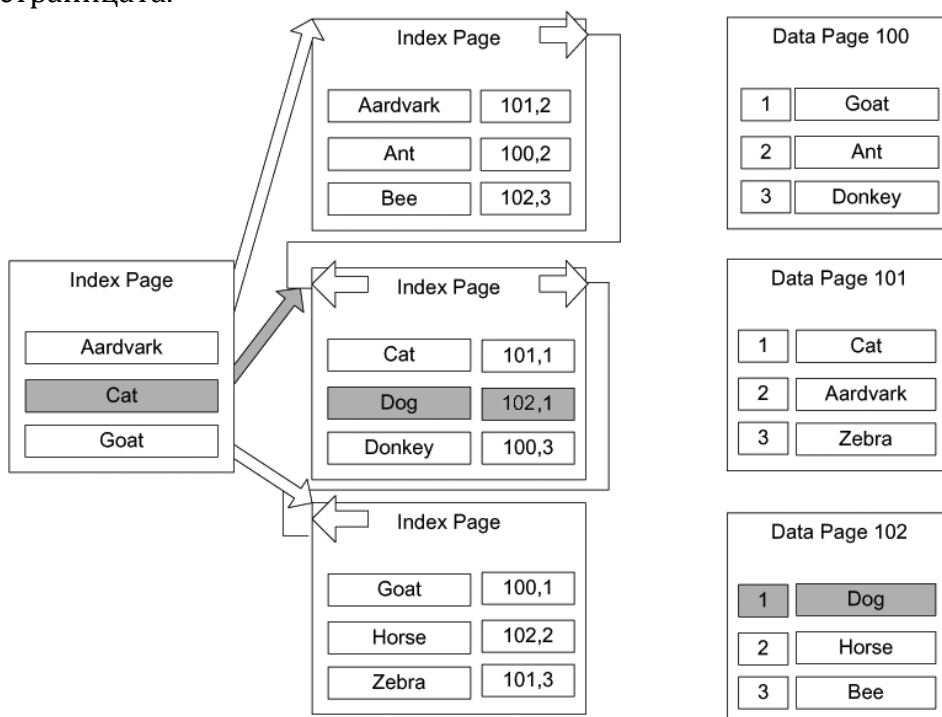 страницата.
Index Page
Aardvark 101,2
Ant 100,2
Bee 102,3
Index Page
Aardvark
Cat
Goat
Index Page
Cat 101,1
Dog 102,1
Donkey 100,3
Index Page
Goat 100,1
Horse 102,2
Zebra 101,3
Data Page 100
1 Goat
2 Ant
3 Donkey
Data Page 101
1 Cat
2 Aardvark
3 Zebra
Data Page 102
1 Dog
2 Horse
3 Bee